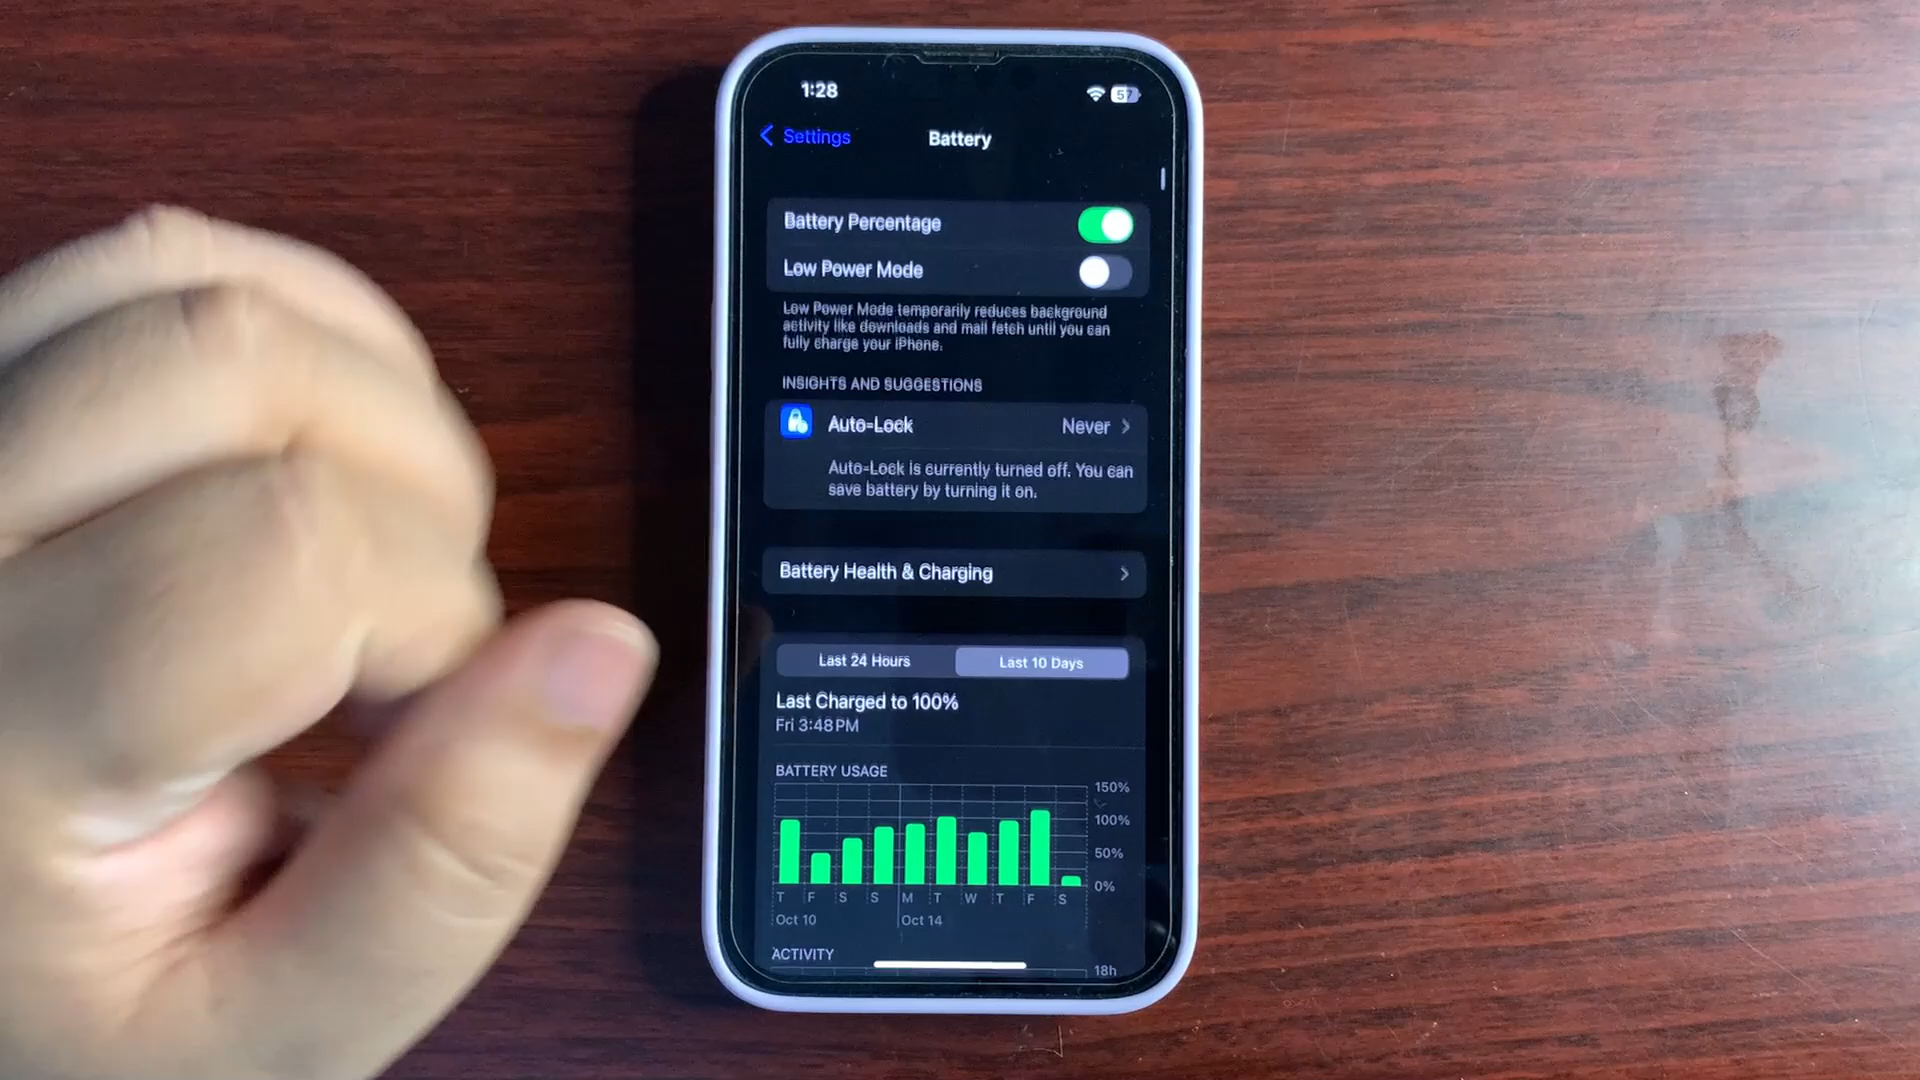 1:28
57
Settings
Battery
Battery Percentage
Low Power Mode
Low Power Mode temporarily reduces background
activity like downloads and mail fetch until you can
fully charge your iPhone.
INSIGHTS AND SUGGESTIONS
Auto-Lock
Never
Auto-Lock is currently turned off. You can
save battery by turning it on.
Battery Health & Charging
Last 24 Hours
Last 10 Days
Last Charged to 100%
Fri 3:48 PM
BATTERY USAGE
150%
100%
50%
0%
T F S S M T W T F S
Oct 10
Oct 14
ACTIVITY
18h